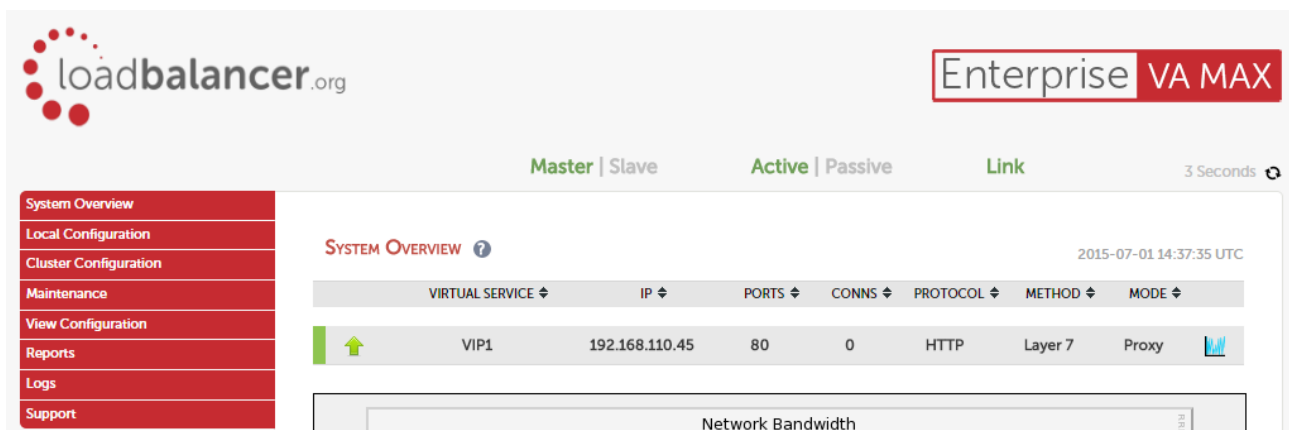 loadbalancer.org
Enterprise VA MAX
Master | Slave Active | Passive Link 3 Seconds
System Overview
Local Configuration
Cluster Configuration
Maintenance
View Configuration
Reports
Logs
Support
SYSTEM OVERVIEW ?
2015-07-01 14:37:35 UTC
VIRTUAL SERVICE IP PORTS CONNS PROTOCOL METHOD MODE
VIP1 192.168.110.45 80 0 HTTP Layer 7 Proxy
Network Bandwidth